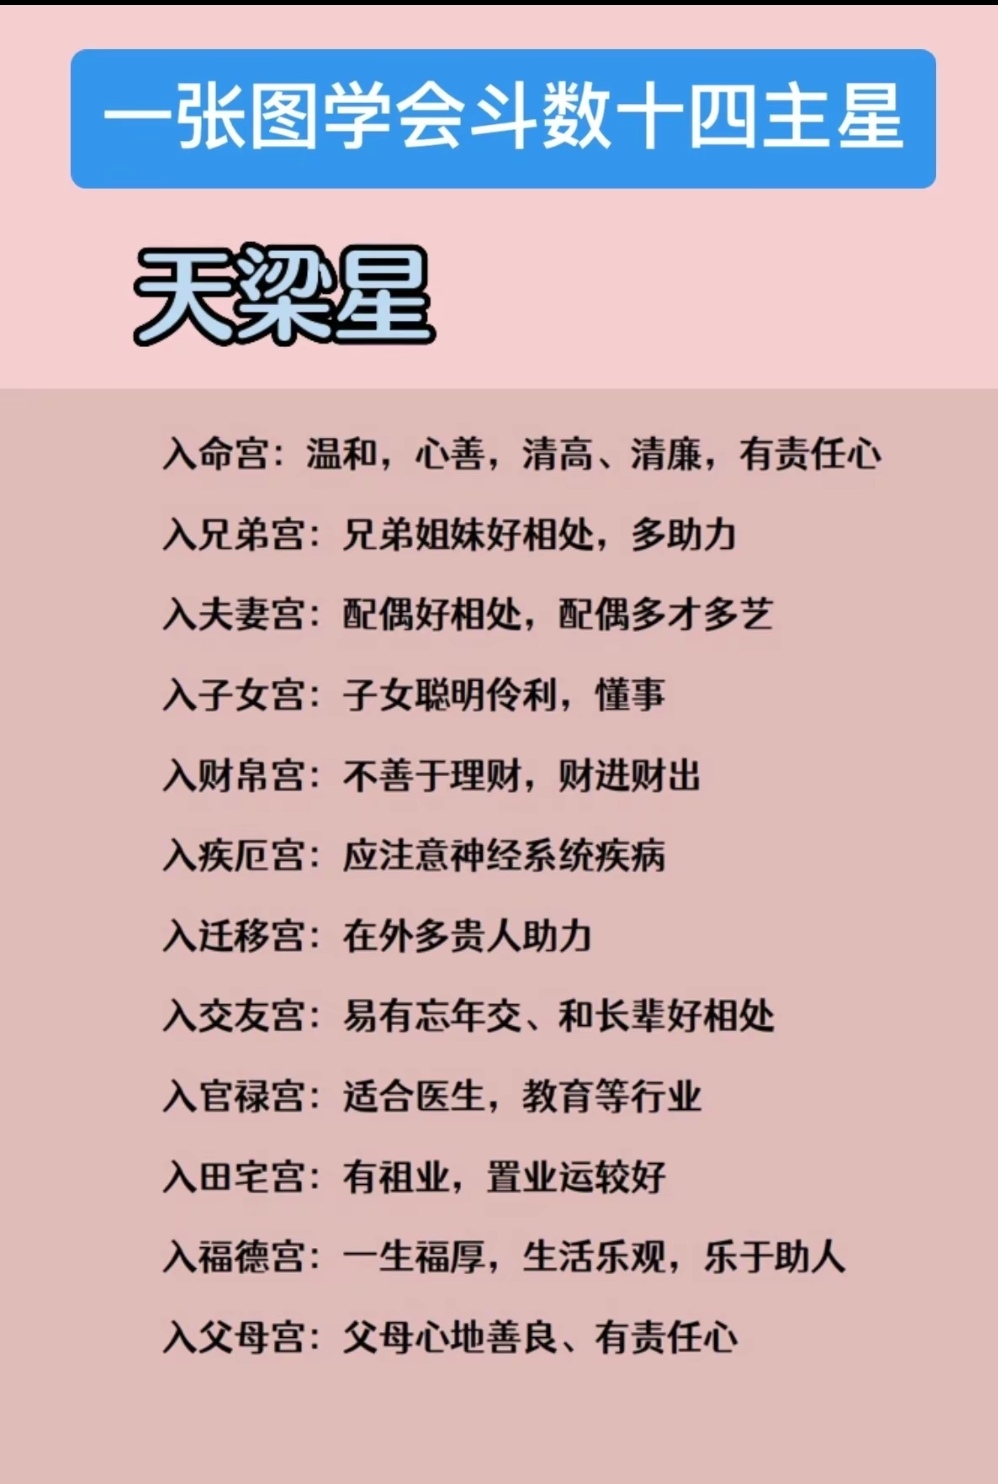 一张图学会斗数十四主星
天梁星
入命宫：温和，心善，清高、清廉，有责任心
入兄弟宫：兄弟姐妹好相处，多助力
入夫妻宫：配偶好相处，配偶多才多艺
入子女宫：子女聪明伶利，懂事
入财帛宫：不善于理财，财进财出
入疾厄宫：应注意神经系统疾病
入迁移宫：在外多贵人助力
入交友宫：易有忘年交、和长辈好相处
入官禄宫：适合医生，教育等行业
入田宅宫：有祖业，置业运较好
入福德宫：一生福厚，生活乐观，乐于助人
入父母宫：父母心地善良、有责任心